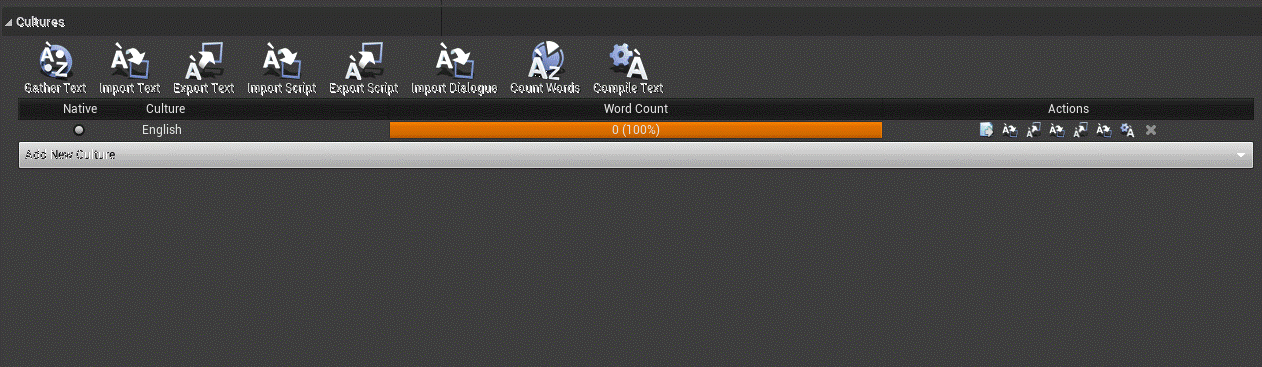 Cultures
Gather Text Import Text Export Text Import Script Export Script Import Dialogue Count Words Compile Text
Native Culture Word Count Actions
English 0 (100%)
Add New Culture